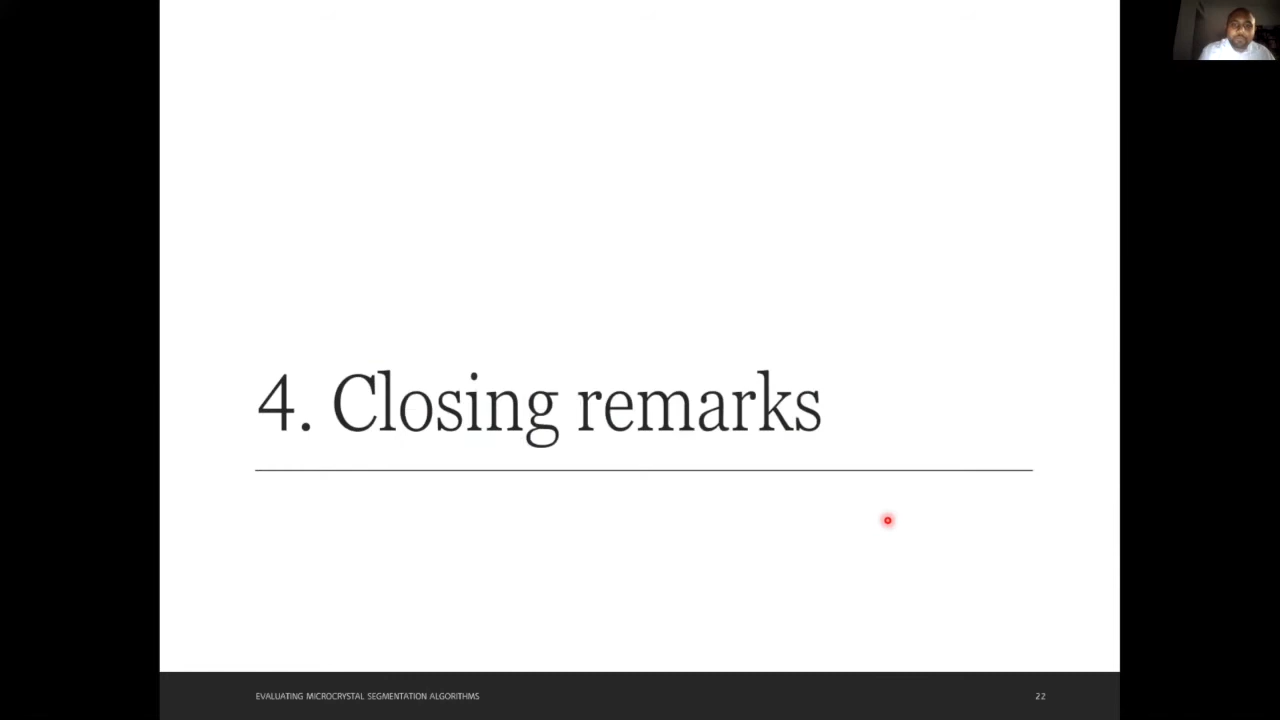 4. Closing remarks
EVALUATING MICROCRYSTAL SEGMENTATION ALGORITHMS
22